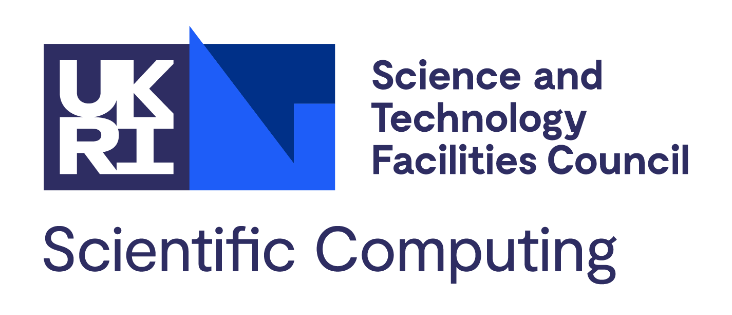 UK
RI
Science and
Technology
Facilities Council
Scientific Computing